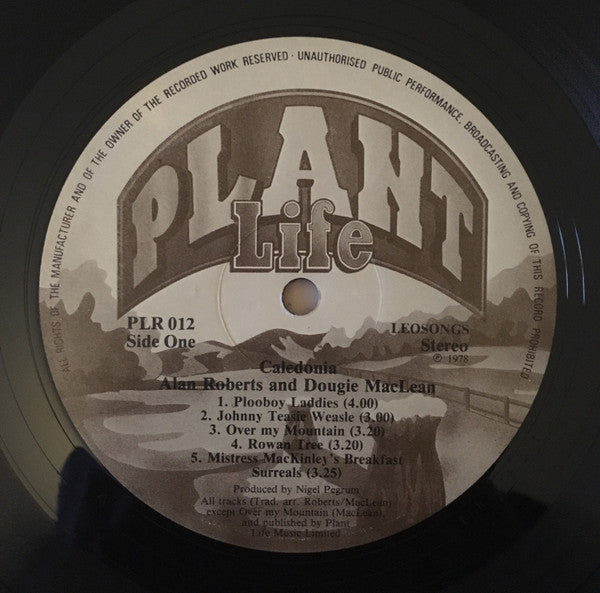 ALL RIGHTS OF THE MANUFACTURER AND OF THE OWNER OF THE RECORDED WORK RESERVED · UNAUTHORISED PUBLIC PERFORMANCE, BROADCASTING AND COPYING OF THIS RECORD PROHIBITED
PLANT
Life
PLR 012
Side One
LEOSONGS
Stereo
℗ 1978
Caledonia
Alan Roberts and Dougie MacLean
1. Plooboy Laddies (4.00)
2. Johnny Teasie Weasle (3.00)
3. Over my Mountain (3.20)
4. Rowan Tree (3.20)
5. Mistress MacKinley's Breakfast
Surreals (3.25)
Produced by Nigel Pegrum
All tracks (Trad. arr. Roberts/MacLean)
except Over my Mountain (MacLean),
and published by Plant
Life Music Limited